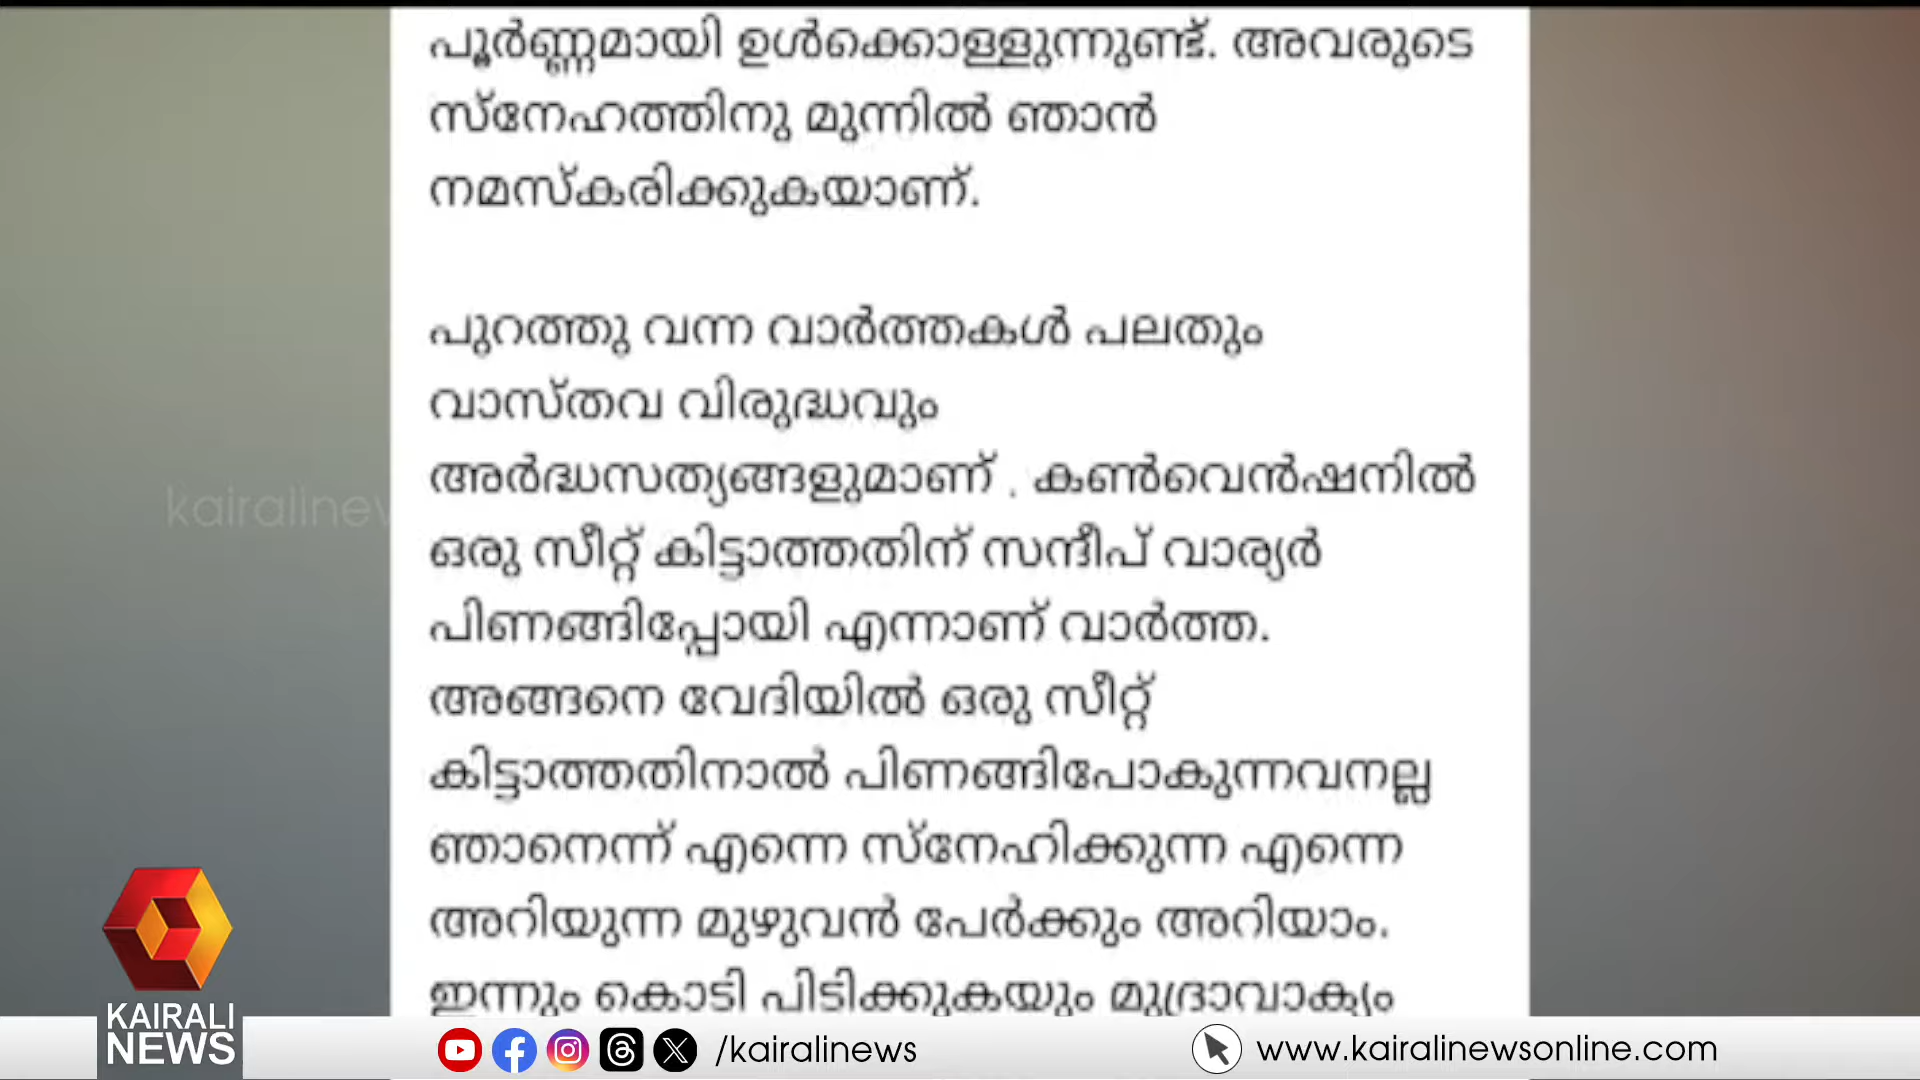 പൂർണ്ണമായി ഉൾക്കൊള്ളുന്നുണ്ട്. അവരുടെ
സ്നേഹത്തിനു മുന്നിൽ ഞാൻ
നമസ്കരിക്കുകയാണ്.
പുറത്തു വന്ന വാർത്തകൾ പലതും
വാസ്തവ വിരുദ്ധവും
അർദ്ധസത്യങ്ങളുമാണ് . കൺവെൻഷനിൽ
ഒരു സീറ്റ് കിട്ടാത്തതിന് സന്ദീപ് വാര്യർ
പിണങ്ങിപ്പോയി എന്നാണ് വാർത്ത.
അങ്ങനെ വേദിയിൽ ഒരു സീറ്റ്
കിട്ടാത്തതിനാൽ പിണങ്ങിപോകുന്നവനല്ല
ഞാനെന്ന് എന്നെ സ്നേഹിക്കുന്ന എന്നെ
അറിയുന്ന മുഴുവൻ പേർക്കും അറിയാം.
ഇന്നും കൊടി പിടിക്കുകയും മുദ്രാവാക്യം
kairalinew
KAIRALI
NEWS
/kairalinews
www.kairalinewsonline.com